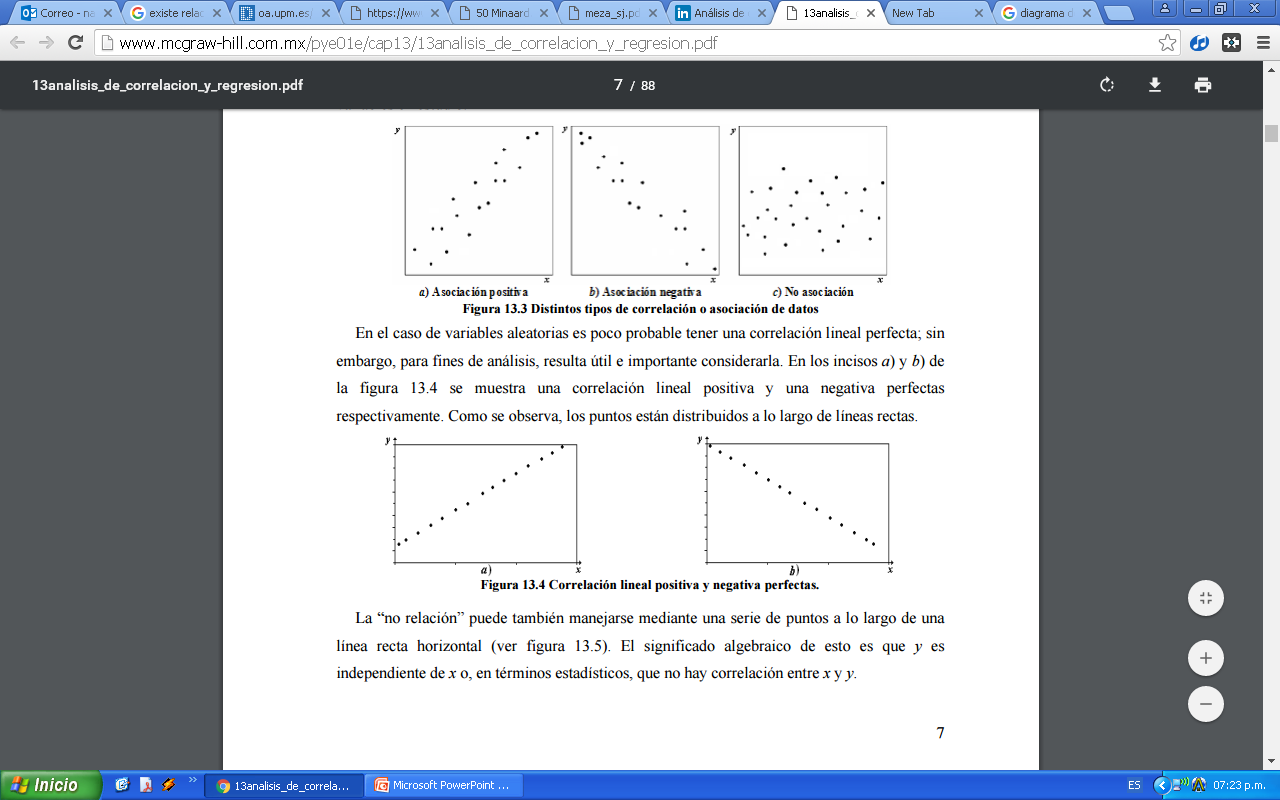 Correo - na
existe relac
oa.upm.es/
https://ww
50 Minaard
meza_sj.pd
Análisis de
13analisis_
New Tab
diagrama d
www.mcgraw-hill.com.mx/pye01e/cap13/13analisis_de_correlacion_y_regresion.pdf
13analisis_de_correlacion_y_regresion.pdf
7 / 88
y y y
x x x
a) Asociación positiva b) Asociación negativa c) No asociación
Figura 13.3 Distintos tipos de correlación o asociación de datos
En el caso de variables aleatorias es poco probable tener una correlación lineal perfecta; sin
embargo, para fines de análisis, resulta útil e importante considerarla. En los incisos a) y b) de
la figura 13.4 se muestra una correlación lineal positiva y una negativa perfectas
respectivamente. Como se observa, los puntos están distribuidos a lo largo de líneas rectas.
y y
a) x b) x
Figura 13.4 Correlación lineal positiva y negativa perfectas.
La “no relación” puede también manejarse mediante una serie de puntos a lo largo de una
línea recta horizontal (ver figura 13.5). El significado algebraico de esto es que y es
independiente de x o, en términos estadísticos, que no hay correlación entre x y y.
7
Inicio
13analisis_de_correla...
Microsoft PowerPoint ...
ES
07:23 p.m.